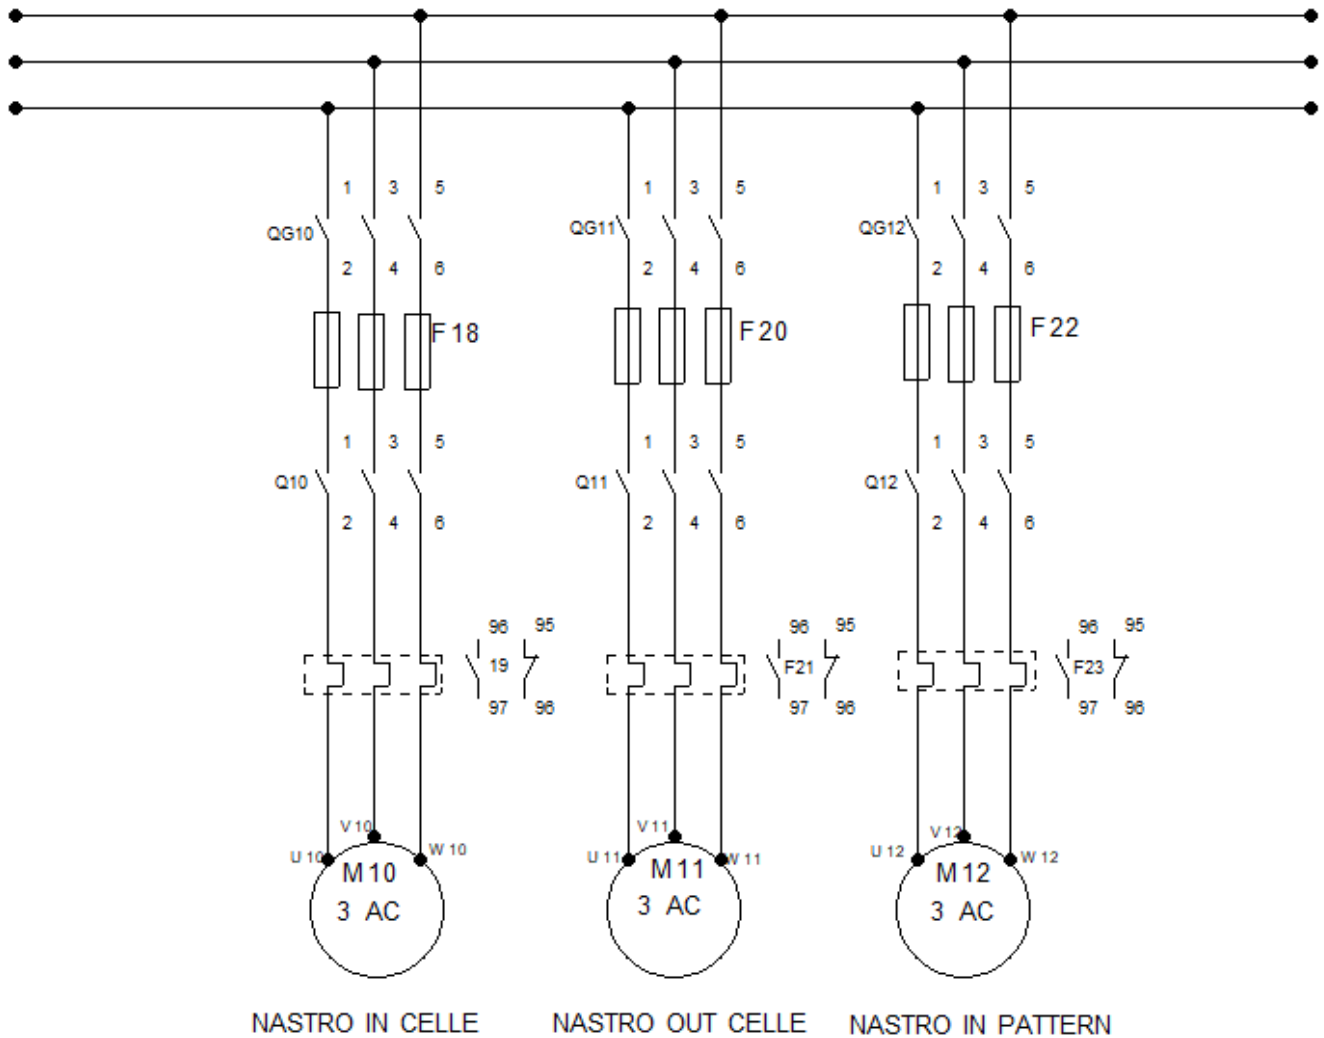 1 3 5 1 3 5 1 3 5
QG10 QG11 QG12
2 4 6 2 4 6 2 4 6
F18 F20 F22
1 3 5 1 3 5 1 3 5
Q10 Q11 Q12
2 4 6 2 4 6 2 4 6
96 95 96 95 96 95
19 F21 F23
97 96 97 96 97 96
V10 V11 V12
U10 W10 U11 W11 U12 W12
M10 M11 M12
3 AC 3 AC 3 AC
NASTRO IN CELLE NASTRO OUT CELLE NASTRO IN PATTERN